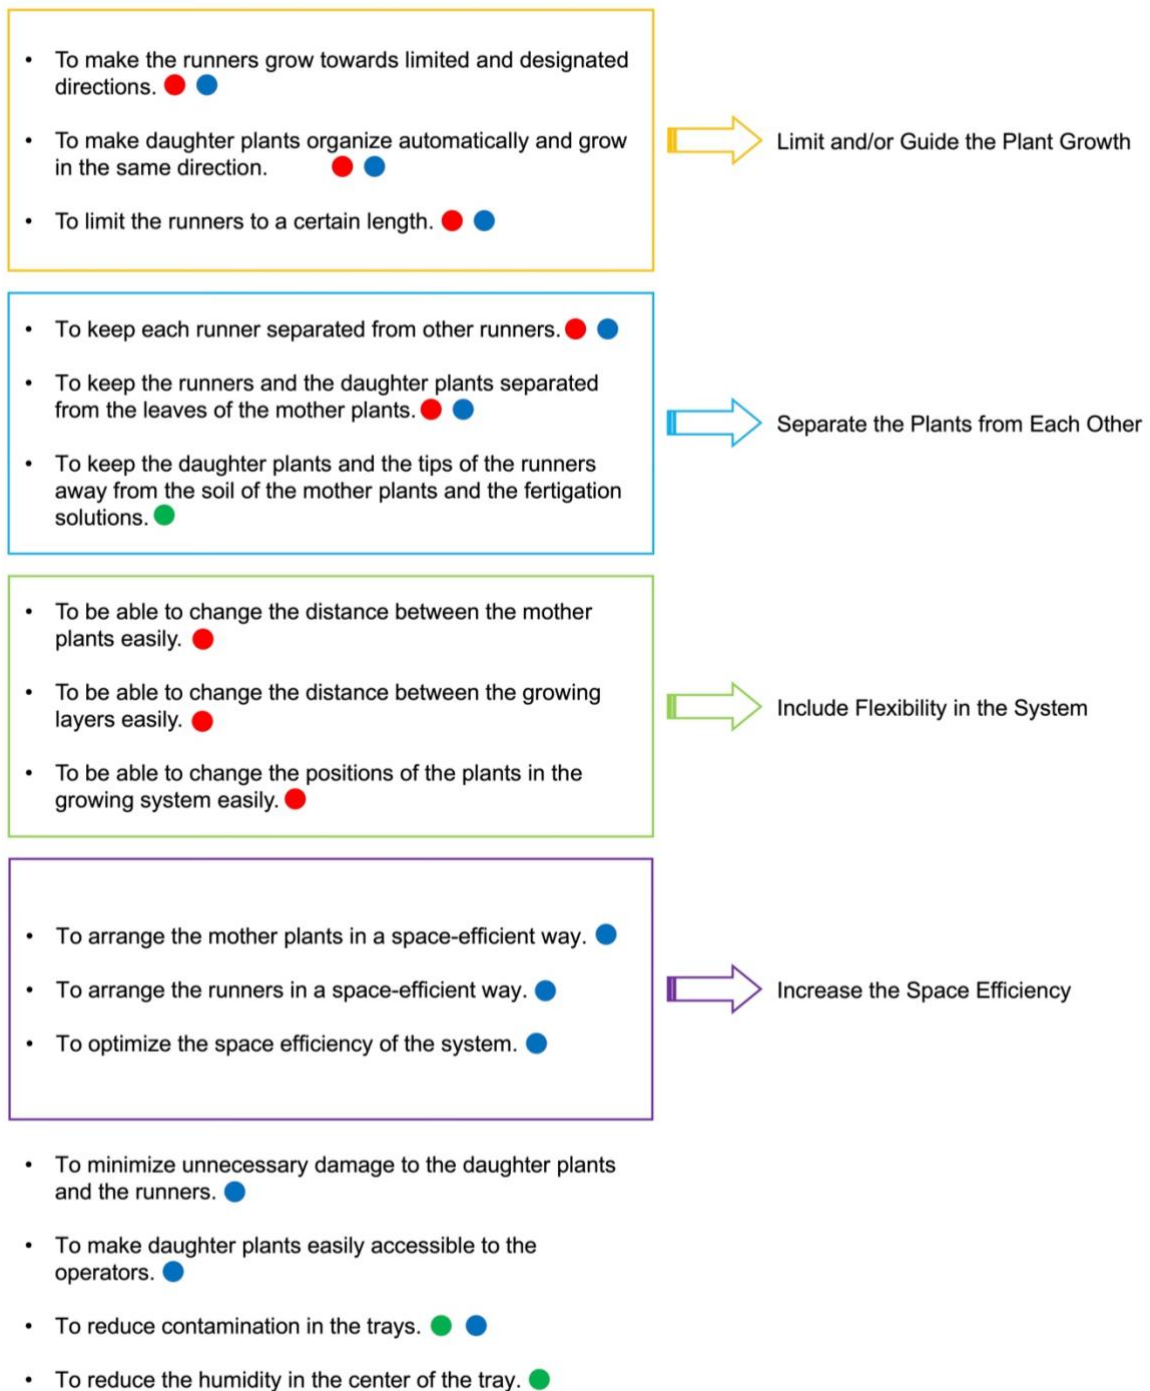 • To make the runners grow towards limited and designated
directions.
• To make daughter plants organize automatically and grow
in the same direction.
• To limit the runners to a certain length.
Limit and/or Guide the Plant Growth
• To keep each runner separated from other runners.
• To keep the runners and the daughter plants separated
from the leaves of the mother plants.
• To keep the daughter plants and the tips of the runners
away from the soil of the mother plants and the fertigation
solutions.
Separate the Plants from Each Other
• To be able to change the distance between the mother
plants easily.
• To be able to change the distance between the growing
layers easily.
• To be able to change the positions of the plants in the
growing system easily.
Include Flexibility in the System
• To arrange the mother plants in a space-efficient way.
• To arrange the runners in a space-efficient way.
• To optimize the space efficiency of the system.
Increase the Space Efficiency
• To minimize unnecessary damage to the daughter plants
and the runners.
• To make daughter plants easily accessible to the
operators.
• To reduce contamination in the trays.
• To reduce the humidity in the center of the tray.